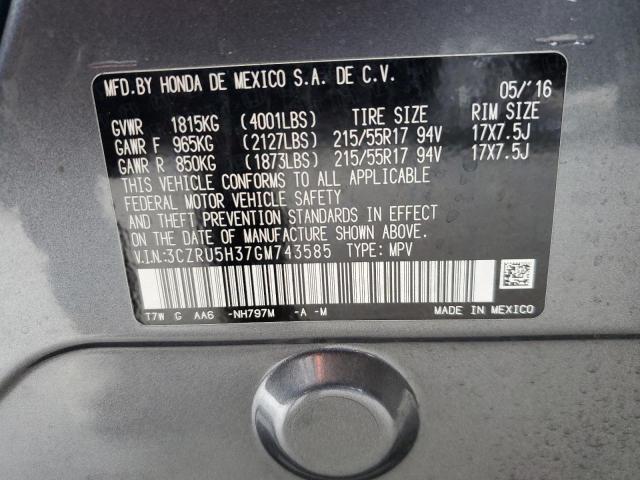 MFD.BY HONDA DE MEXICO S.A. DE C.V.
05/'16
GVWR 1815KG (4001LBS) TIRE SIZE RIM SIZE
GAWR F 965KG (2127LBS) 215/55R17 94V 17X7.5J
GAWR R 850KG (1873LBS) 215/55R17 94V 17X7.5J
THIS VEHICLE CONFORMS TO ALL APPLICABLE
FEDERAL MOTOR VEHICLE SAFETY
AND THEFT PREVENTION STANDARDS IN EFFECT
ON THE DATE OF MANUFACTURE SHOWN ABOVE.
V.IN:3CZRU5H37GM743585 TYPE: MPV
T7W G AA6 -NH797M -A -M
MADE IN MEXICO